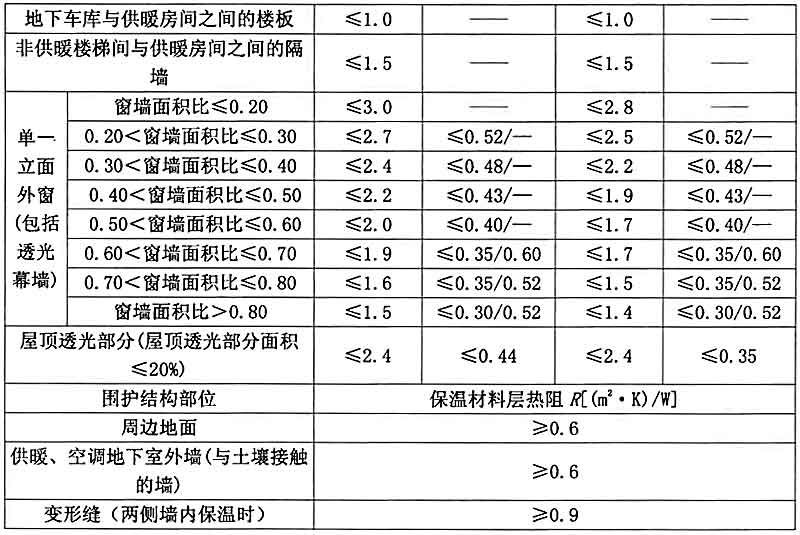 地下车库与供暖房间之间的楼板 ≤1.0 —— ≤1.0 ——
非供暖楼梯间与供暖房间之间的隔
墙 ≤1.5 —— ≤1.5 ——
单一
立面
外窗
(包括
透光
幕墙)
窗墙面积比≤0.20 ≤3.0 —— ≤2.8 ——
0.20<窗墙面积比≤0.30 ≤2.7 ≤0.52/— ≤2.5 ≤0.52/—
0.30<窗墙面积比≤0.40 ≤2.4 ≤0.48/— ≤2.2 ≤0.48/—
0.40<窗墙面积比≤0.50 ≤2.2 ≤0.43/— ≤1.9 ≤0.43/—
0.50<窗墙面积比≤0.60 ≤2.0 ≤0.40/— ≤1.7 ≤0.40/—
0.60<窗墙面积比≤0.70 ≤1.9 ≤0.35/0.60 ≤1.7 ≤0.35/0.60
0.70<窗墙面积比≤0.80 ≤1.6 ≤0.35/0.52 ≤1.5 ≤0.35/0.52
窗墙面积比>0.80 ≤1.5 ≤0.30/0.52 ≤1.4 ≤0.30/0.52
屋顶透光部分(屋顶透光部分面积
≤20%) ≤2.4 ≤0.44 ≤2.4 ≤0.35
围护结构部位 保温材料层热阻 R[(m²·K)/W]
周边地面 ≥0.6
供暖、空调地下室外墙(与土壤接触
的墙) ≥0.6
变形缝（两侧墙内保温时） ≥0.9